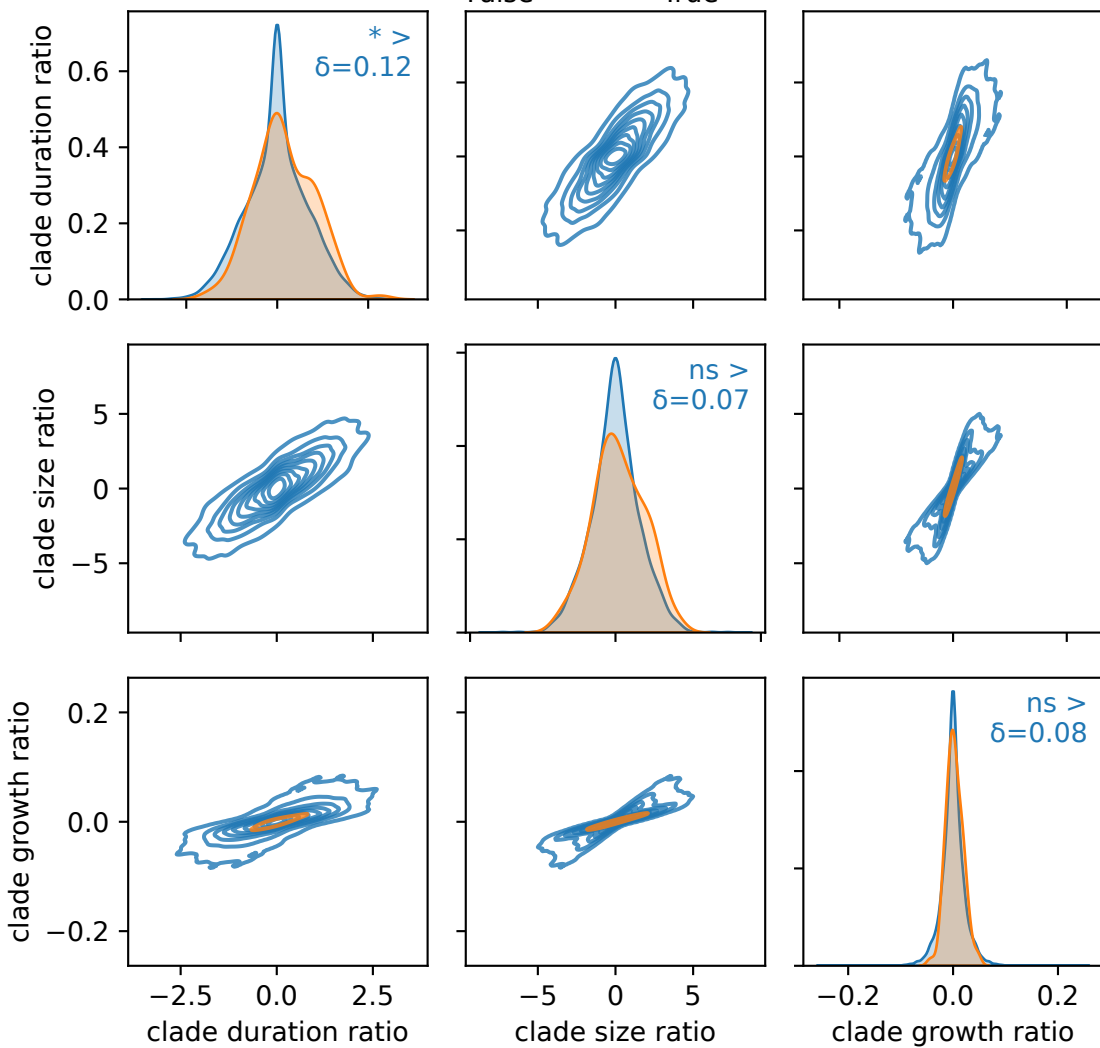 clade duration ratio
0.6
0.4
0.2
0.0
* >
δ=0.12
clade size ratio
5
0
−5
ns >
δ=0.07
clade growth ratio
0.2
0.0
−0.2
ns >
δ=0.08
−2.5 0.0 2.5
−5 0 5
−0.2 0.0 0.2
clade duration ratio
clade size ratio
clade growth ratio